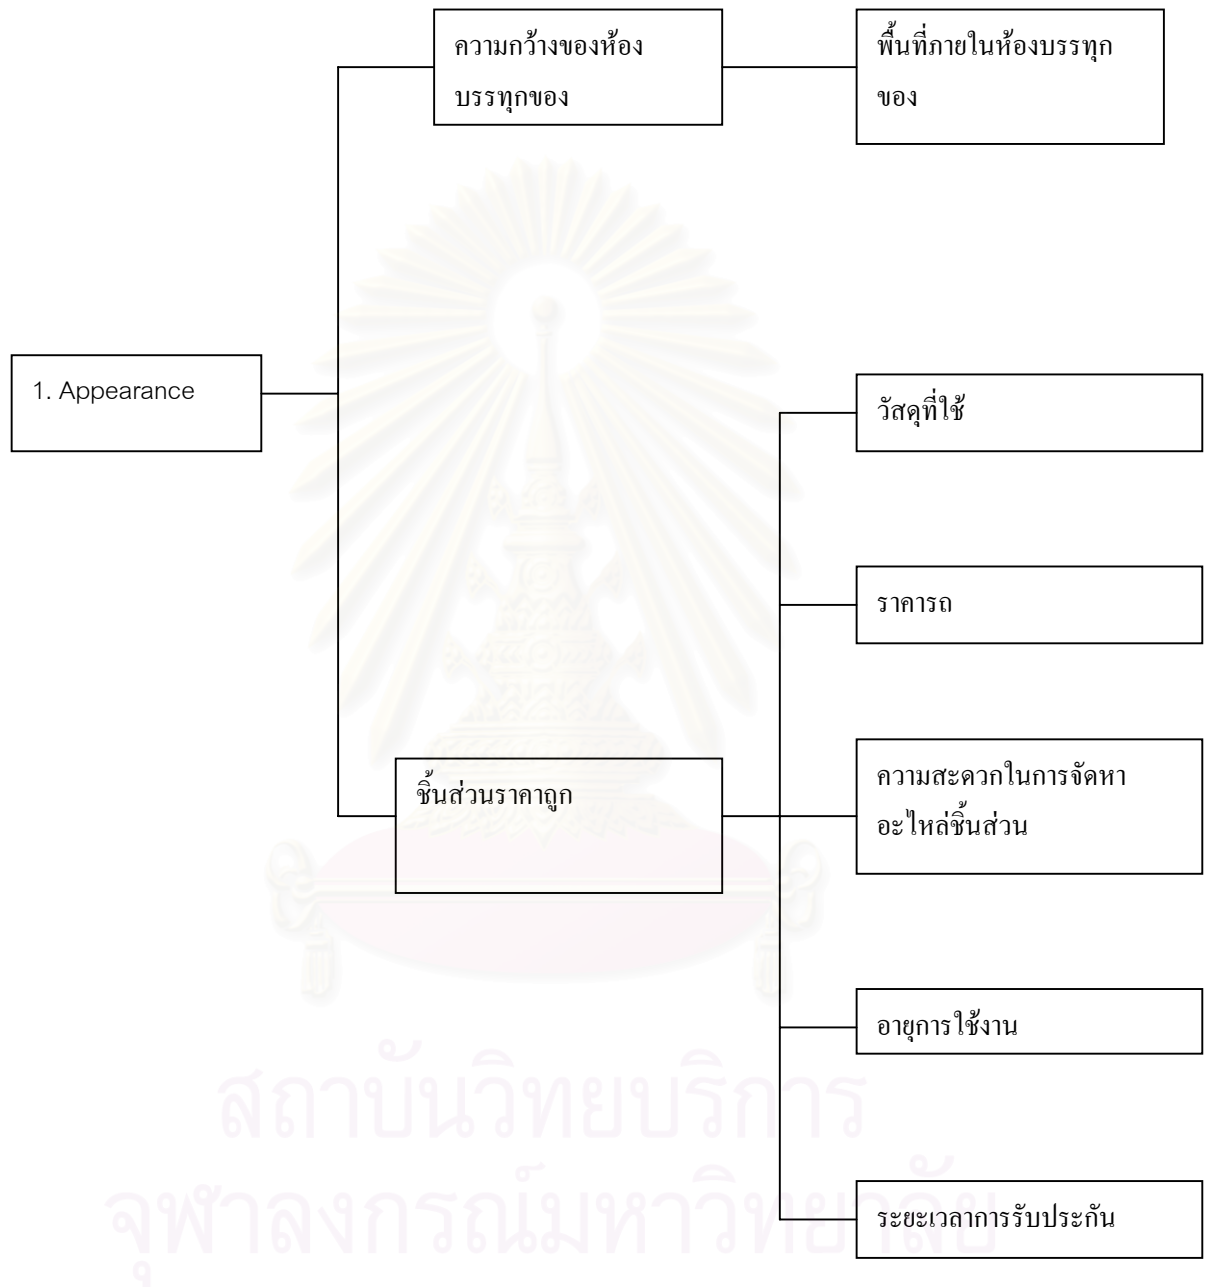 ความกว้างของห้อง
บรรทุกของ
พื้นที่ภายในห้องบรรทุก
ของ
1. Appearance
วัสดุที่ใช้
ราคารถ
ชิ้นส่วนราคาถูก
ความสะดวกในการจัดหา
อะไหล่ชิ้นส่วน
อายุการใช้งาน
ระยะเวลาการรับประกัน
สถาบันวิทยบริการ
จุฬาลงกรณ์มหาวิทยาลัย